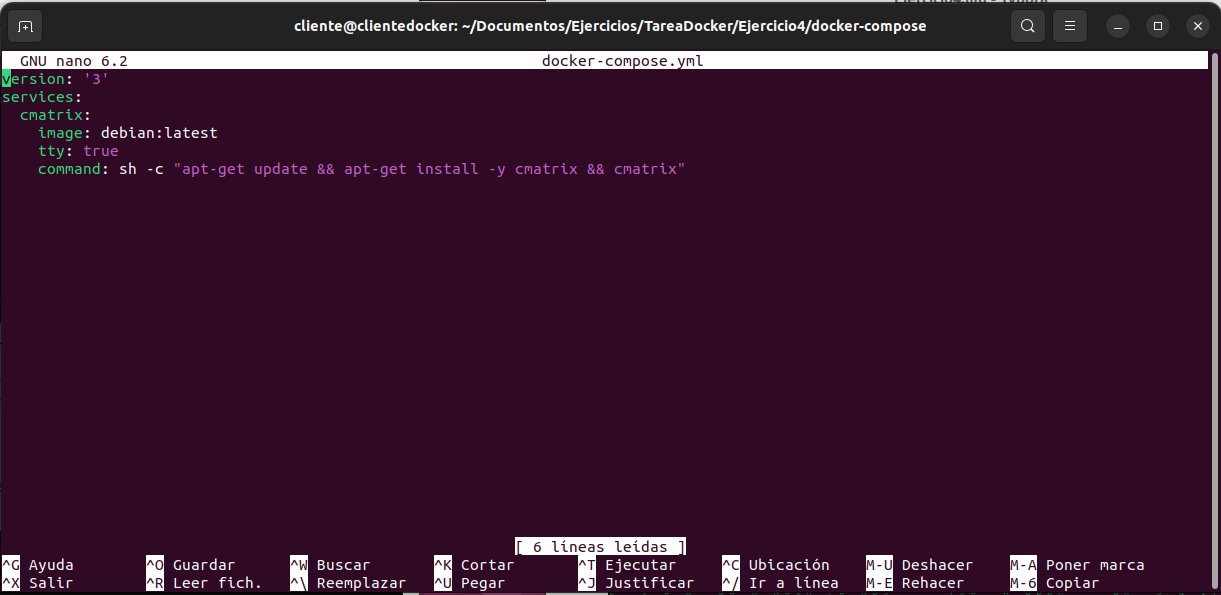 cliente@clientedocker: ~/Documentos/Ejercicios/TareaDocker/Ejercicio4/docker-compose
GNU nano 6.2 docker-compose.yml
version: '3'
services:
  cmatrix:
    image: debian:latest
    tty: true
    command: sh -c "apt-get update && apt-get install -y cmatrix && cmatrix"
[ 6 líneas leídas ]
^G Ayuda ^O Guardar ^W Buscar ^K Cortar ^T Ejecutar ^C Ubicación M-U Deshacer M-A Poner marca
^X Salir ^R Leer fich. ^\ Reemplazar ^U Pegar ^J Justificar ^/ Ir a línea M-E Rehacer M-6 Copiar